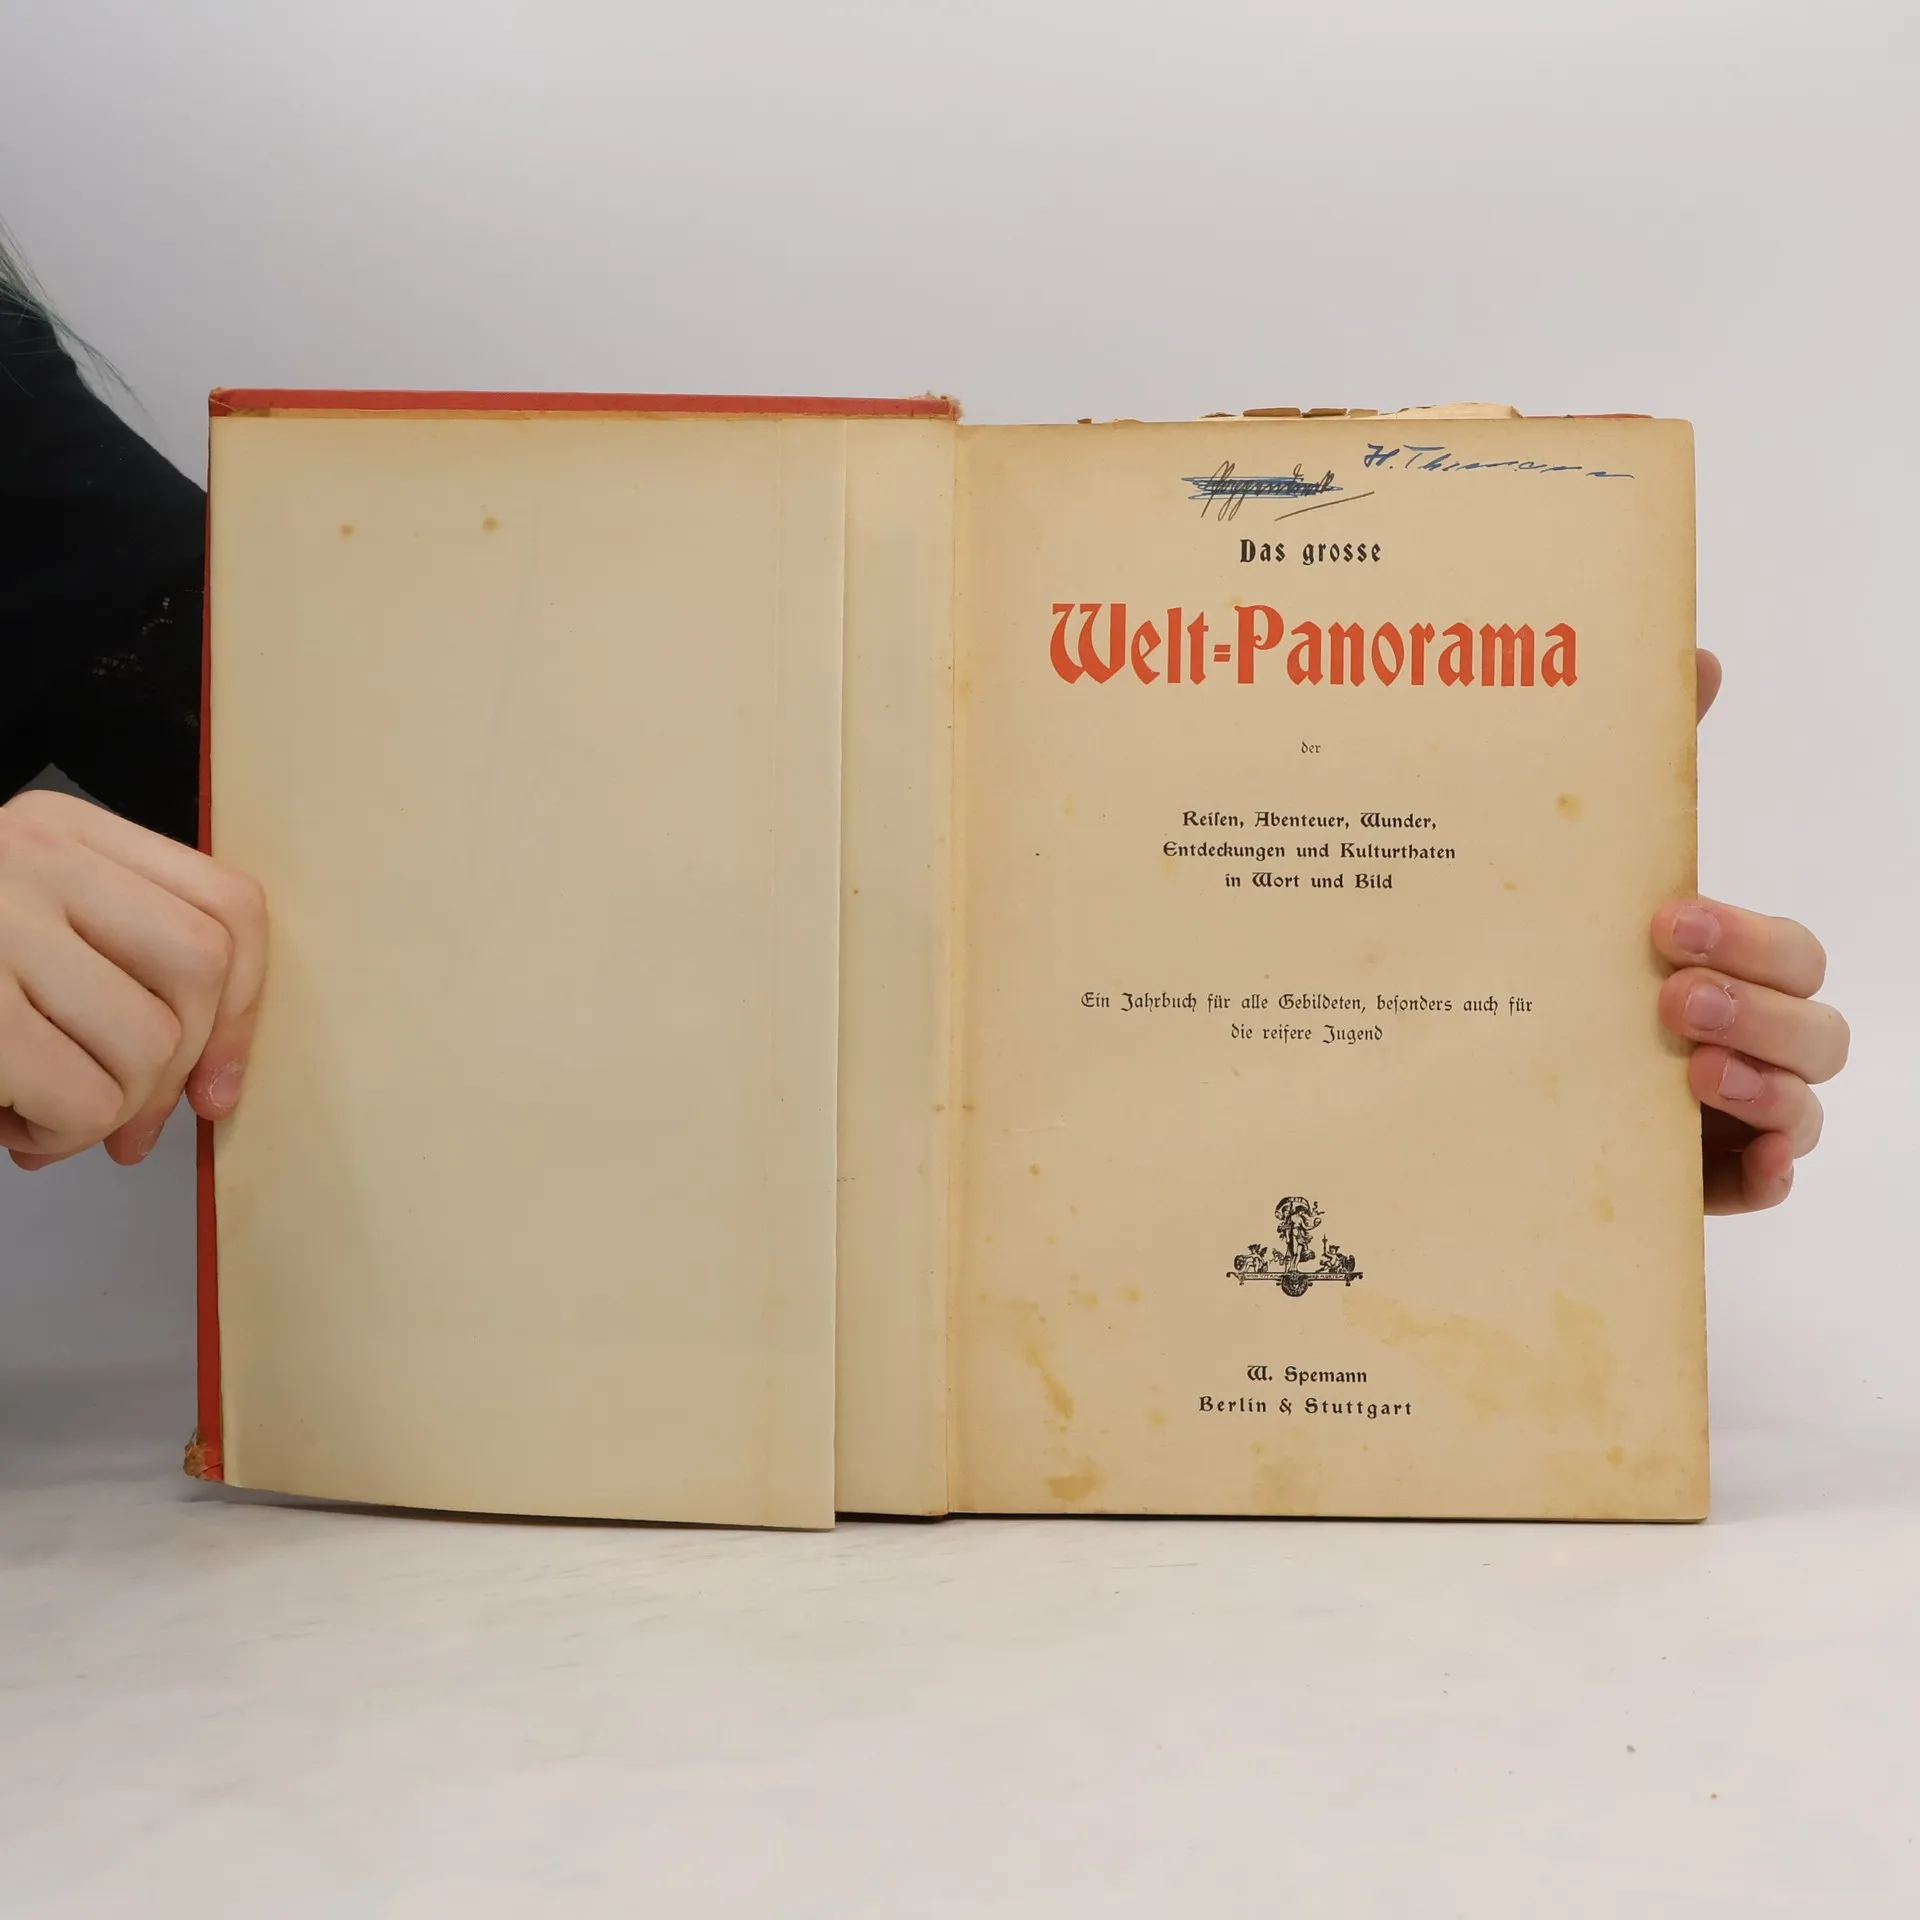 H. Themann
Das grosse
Welt=Panorama
der
Reisen, Abenteuer, Wunder,
Entdeckungen und Kulturthaten
in Wort und Bild
Ein Jahrbuch für alle Gebildeten, besonders auch für
die reifere Jugend
W. Spemann
Berlin & Stuttgart